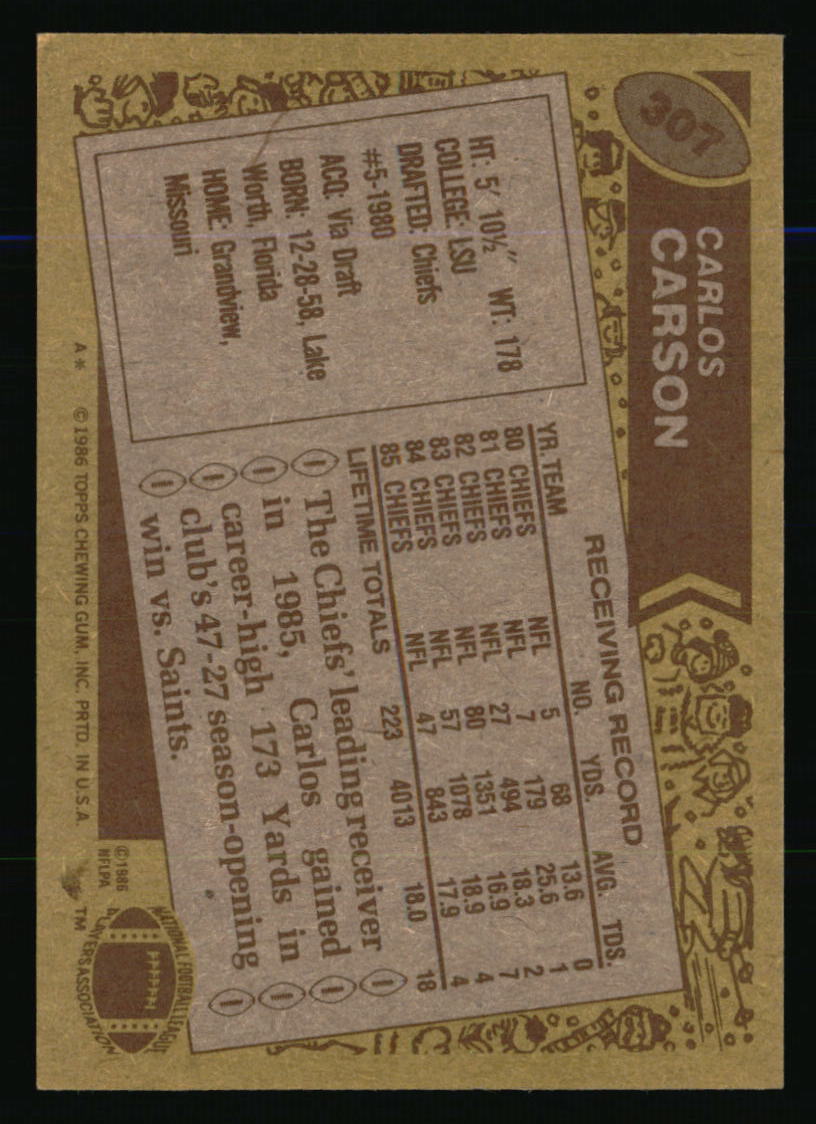 307
CARLOS
CARSON
HT: 5' 10½" WT: 178
COLLEGE: LSU
DRAFTED: Chiefs
#5-1980
ACQ: Via Draft
BORN: 12-28-58, Lake
Worth, Florida
HOME: Grandview,
Missouri
RECEIVING RECORD
YR. TEAM NO. YDS. AVG. TDS.
80 CHIEFS NFL 5 68 13.6 0
81 CHIEFS NFL 7 179 25.6 1
82 CHIEFS NFL 27 494 18.3 2
83 CHIEFS NFL 80 1351 16.9 7
84 CHIEFS NFL 57 1078 18.9 4
85 CHIEFS NFL 47 843 17.9 4
LIFETIME TOTALS 223 4013 18.0 18
The Chiefs' leading receiver
in 1985, Carlos gained
career-high 173 Yards in
club's 47-27 season-opening
win vs. Saints.
A* © 1986 TOPPS CHEWING GUM, INC. PRTD. IN U.S.A.
© 1986
NFLPA
NATIONAL FOOTBALL LEAGUE
PLAYERS ASSOCIATION
TM